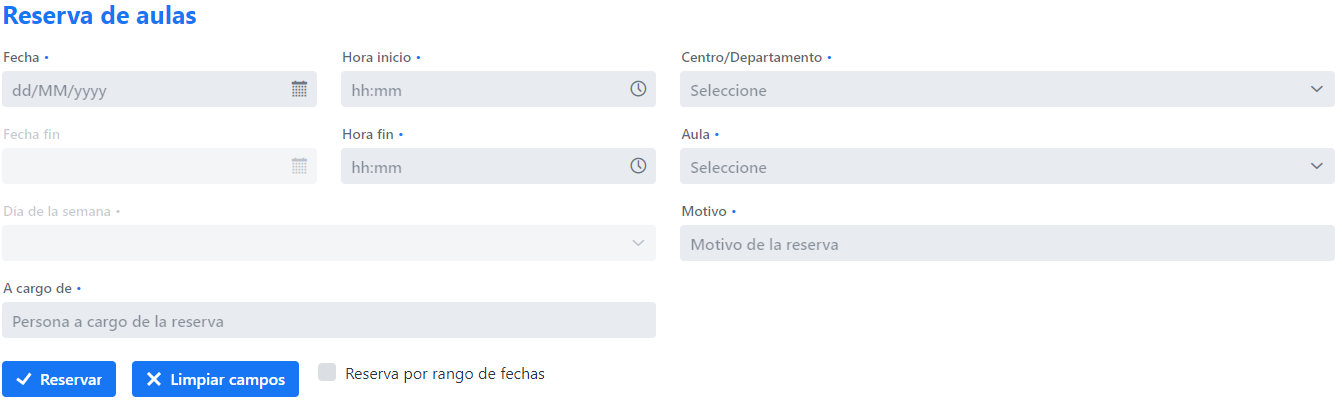 Reserva de aulas
Fecha •
Hora inicio •
Centro/Departamento •
dd/MM/yyyy
hh:mm
Seleccione
Fecha fin
Hora fin •
Aula •
hh:mm
Seleccione
Día de la semana •
Motivo •
Motivo de la reserva
A cargo de •
Persona a cargo de la reserva
Reservar
Limpiar campos
Reserva por rango de fechas